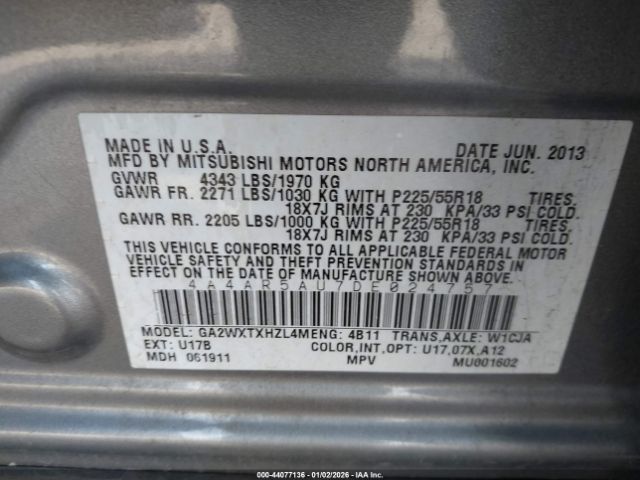 MADE IN U.S.A. DATE JUN. 2013
MFD BY MITSUBISHI MOTORS NORTH AMERICA, INC.
GVWR 4343 LBS/1970 KG
GAWR FR. 2271 LBS/1030 KG WITH P225/55R18 TIRES,
18X7J RIMS AT 230 KPA/33 PSI COLD.
GAWR RR. 2205 LBS/1000 KG WITH P225/55R18 TIRES,
18X7J RIMS AT 230 KPA/33 PSI COLD.
THIS VEHICLE CONFORMS TO ALL APPLICABLE FEDERAL MOTOR
VEHICLE SAFETY AND THEFT PREVENTION STANDARDS IN
EFFECT ON THE DATE OF MANUFACTURE SHOWN ABOVE.
4A4AR5AU7DE024757
MODEL: GA2WXTXHZL4MENG: 4B11 TRANS,AXLE: W1CJA
EXT: U17B COLOR,INT,OPT: U17,07X,A12
MDH 061911 MPV MU001602
000-44077136 - 01/02/2026 - IAA Inc.